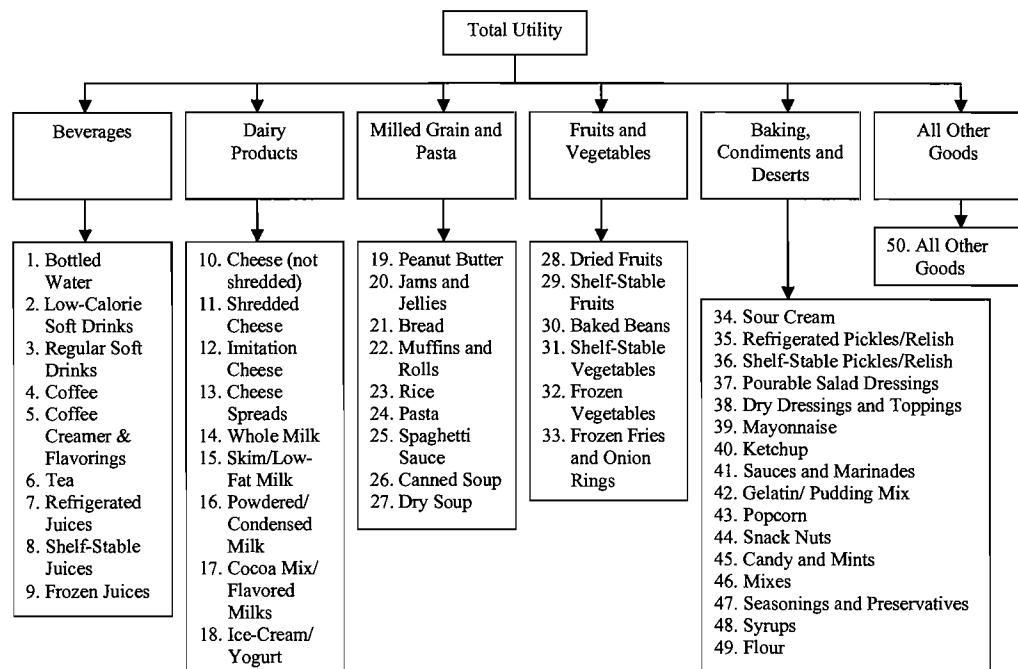 Total Utility
Beverages
Dairy
Products
Milled Grain and
Pasta
Fruits and
Vegetables
Baking,
Condiments and
Deserts
All Other
Goods
1. Bottled
Water
2. Low-Calorie
Soft Drinks
3. Regular Soft
Drinks
4. Coffee
5. Coffee
Creamer &
Flavorings
6. Tea
7. Refrigerated
Juices
8. Shelf-Stable
Juices
9. Frozen Juices
10. Cheese (not
shredded)
11. Shredded
Cheese
12. Imitation
Cheese
13. Cheese
Spreads
14. Whole Milk
15. Skim/Low-
Fat Milk
16. Powdered/
Condensed
Milk
17. Cocoa Mix/
Flavored
Milks
18. Ice-Cream/
Yogurt
19. Peanut Butter
20. Jams and
Jellies
21. Bread
22. Muffins and
Rolls
23. Rice
24. Pasta
25. Spaghetti
Sauce
26. Canned Soup
27. Dry Soup
28. Dried Fruits
29. Shelf-Stable
Fruits
30. Baked Beans
31. Shelf-Stable
Vegetables
32. Frozen
Vegetables
33. Frozen Fries
and Onion
Rings
34. Sour Cream
35. Refrigerated Pickles/Relish
36. Shelf-Stable Pickles/Relish
37. Pourable Salad Dressings
38. Dry Dressings and Toppings
39. Mayonnaise
40. Ketchup
41. Sauces and Marinades
42. Gelatin/ Pudding Mix
43. Popcorn
44. Snack Nuts
45. Candy and Mints
46. Mixes
47. Seasonings and Preservatives
48. Syrups
49. Flour
50. All Other
Goods